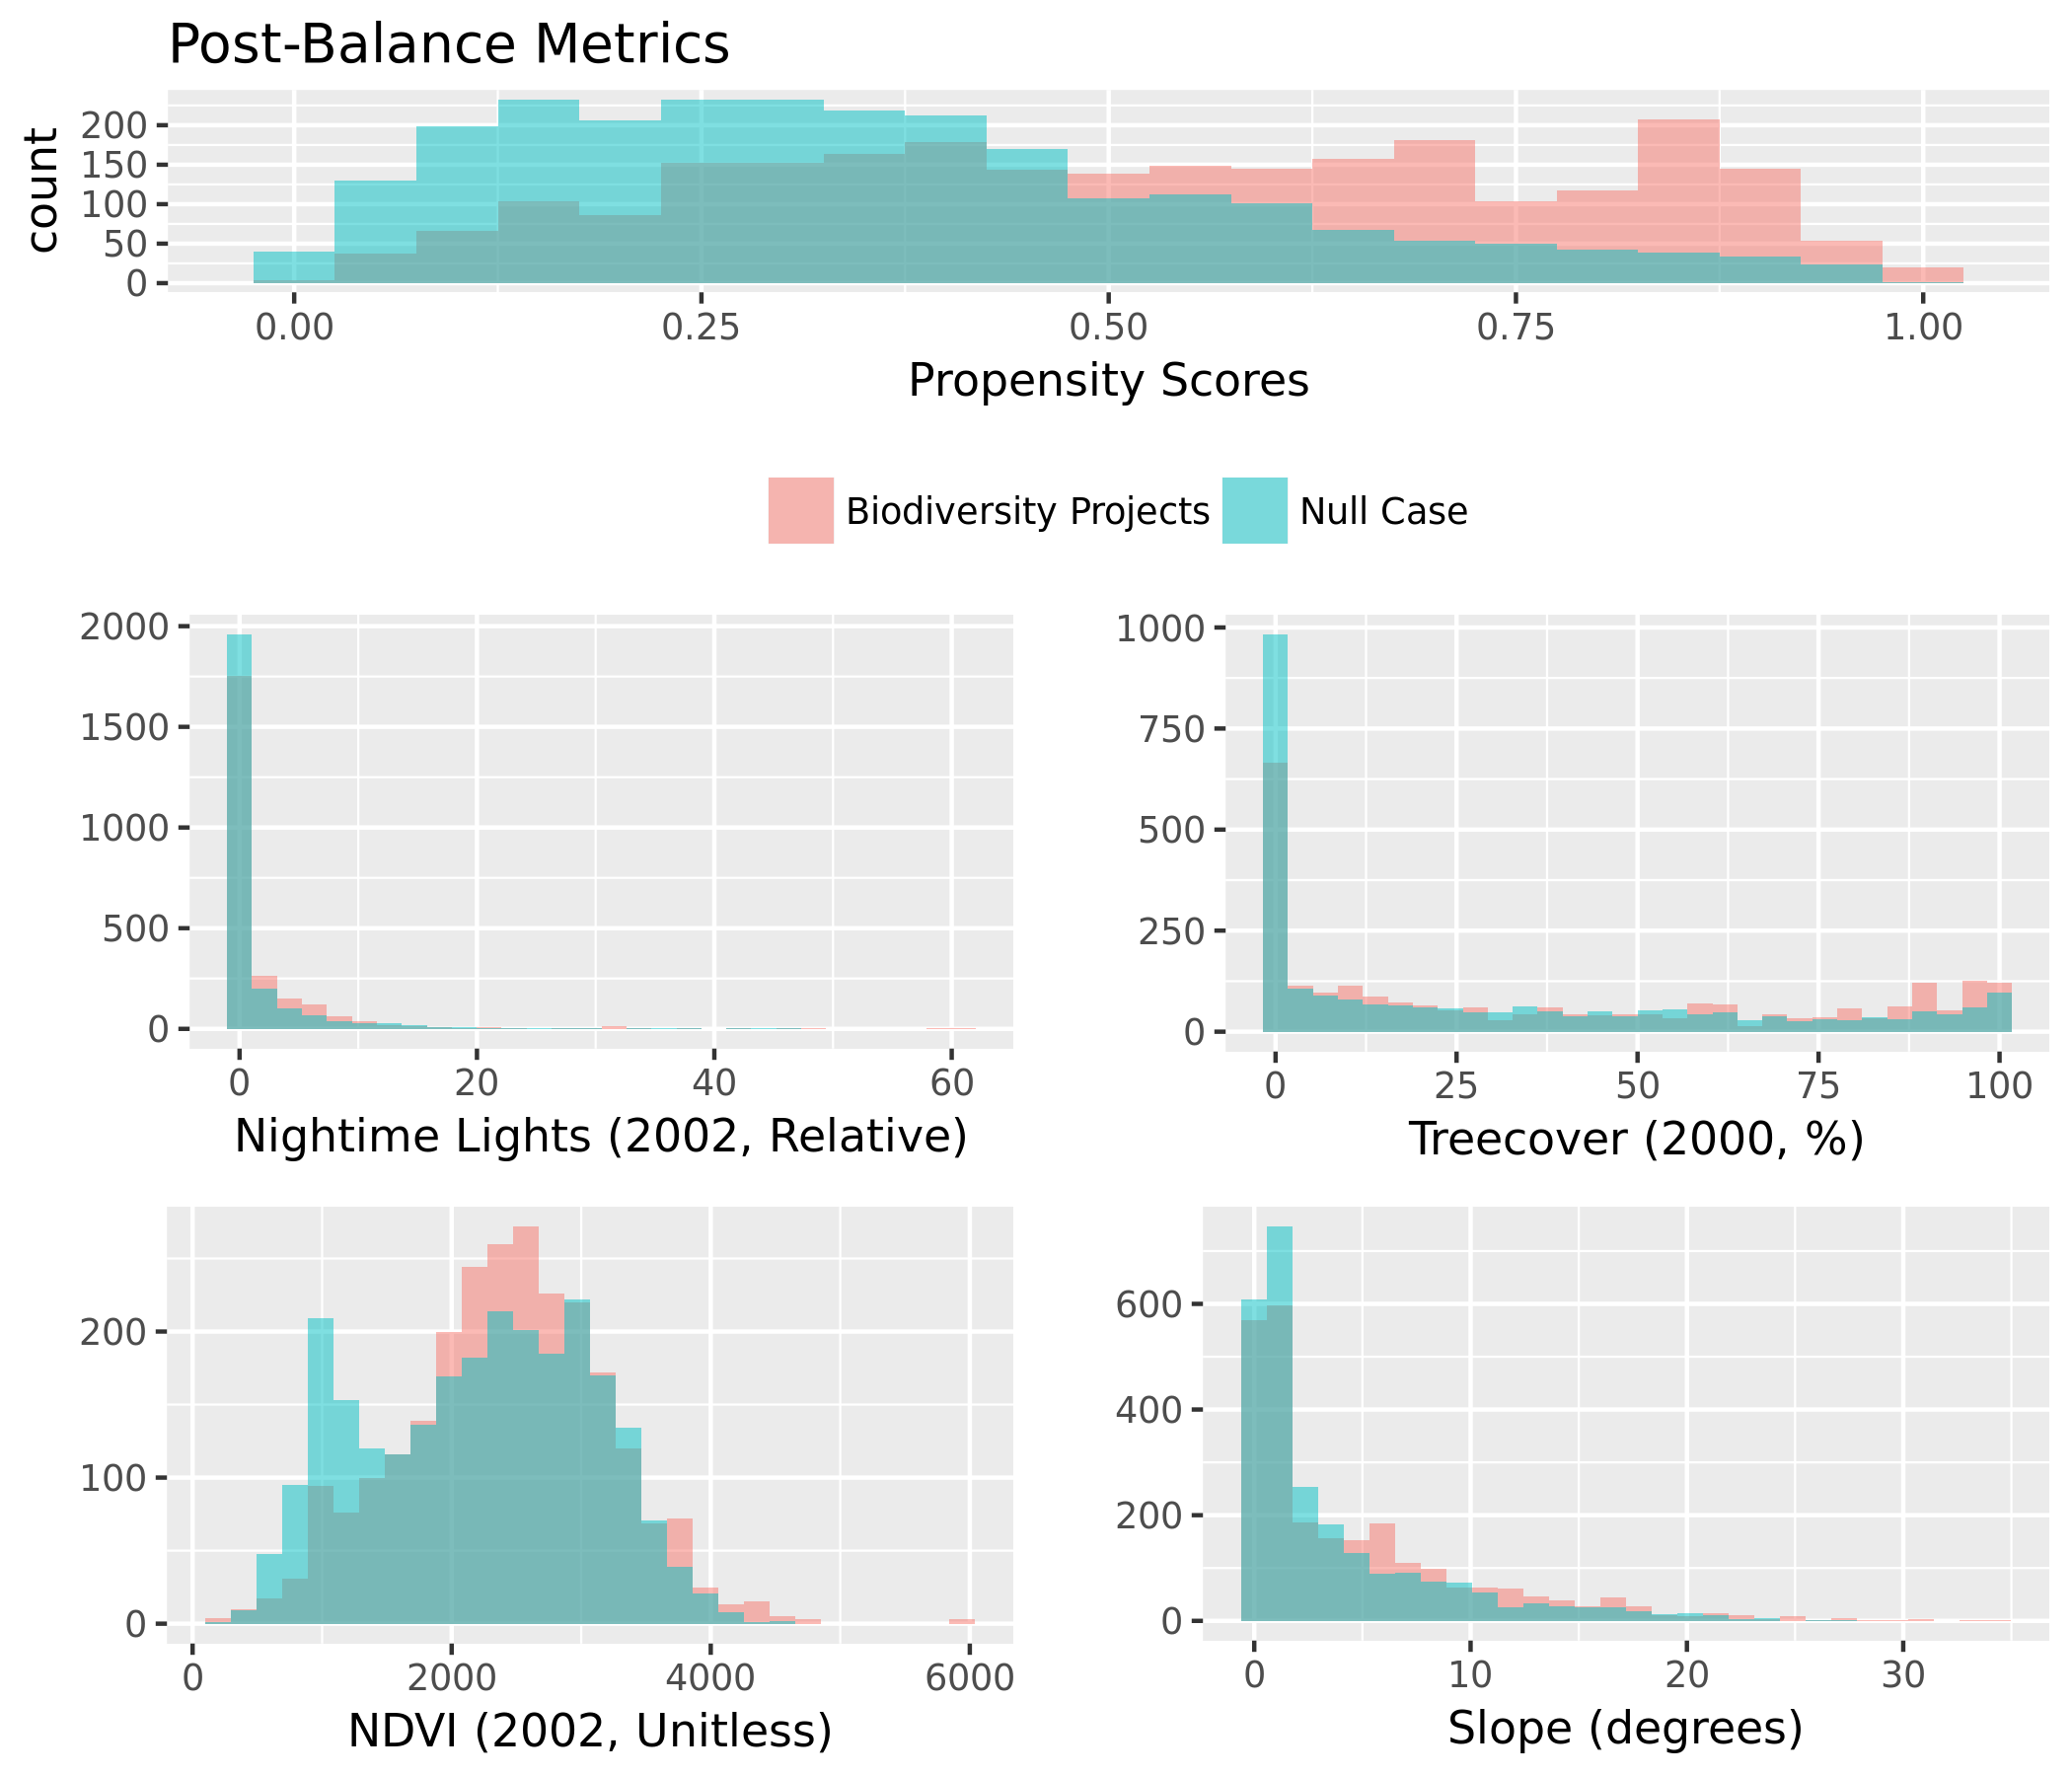 Post-Balance Metrics
count
200
150
100
50
0
0.00 0.25 0.50 0.75 1.00
Propensity Scores
Biodiversity Projects Null Case
2000
1500
1000
500
0
0 20 40 60
Nightime Lights (2002, Relative)
1000
750
500
250
0
0 25 50 75 100
Treecover (2000, %)
200
100
0
0 2000 4000 6000
NDVI (2002, Unitless)
600
400
200
0
0 10 20 30
Slope (degrees)